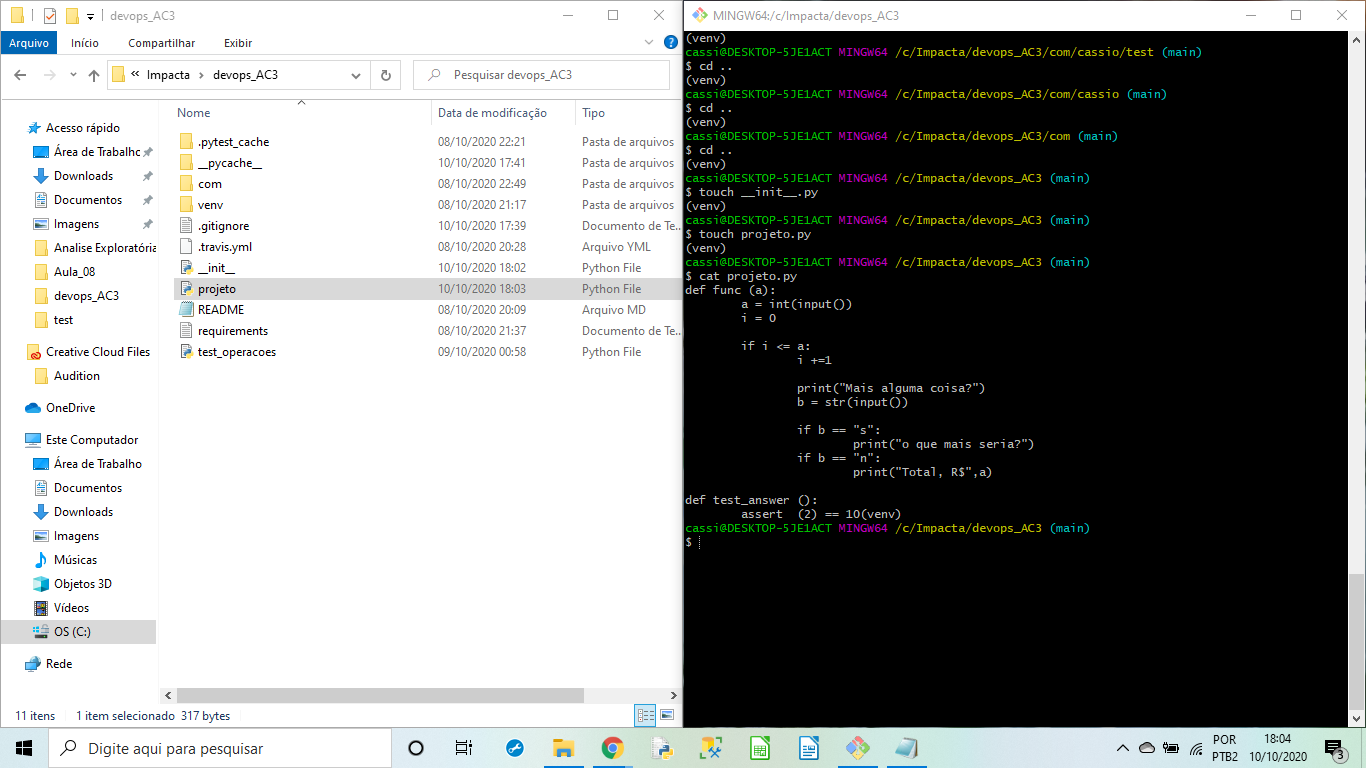 devops_AC3
Arquivo Início Compartilhar Exibir
Impacta devops_AC3
Pesquisar devops_AC3
Nome Data de modificação Tipo
Acesso rápido
Área de Trabalhc
Downloads
Documentos
Imagens
Analise Exploratória
Aula_08
devops_AC3
test
Creative Cloud Files
Audition
OneDrive
Este Computador
Área de Trabalho
Documentos
Downloads
Imagens
Músicas
Objetos 3D
Vídeos
OS (C:)
Rede
.pytest_cache 08/10/2020 22:21 Pasta de arquivos
__pycache__ 10/10/2020 17:41 Pasta de arquivos
com 08/10/2020 22:49 Pasta de arquivos
venv 08/10/2020 21:17 Pasta de arquivos
.gitignore 10/10/2020 17:39 Documento de Te...
.travis.yml 08/10/2020 20:28 Arquivo YML
__init__ 10/10/2020 18:02 Python File
projeto 10/10/2020 18:03 Python File
README 08/10/2020 20:09 Arquivo MD
requirements 08/10/2020 21:37 Documento de Te...
test_operacoes 09/10/2020 00:58 Python File
11 itens 1 item selecionado 317 bytes
MINGW64:/c/Impacta/devops_AC3
(venv)
cassi@DESKTOP-5JE1ACT MINGW64 /c/Impacta/devops_AC3/com/cassio/test (main)
$ cd ..
(venv)
cassi@DESKTOP-5JE1ACT MINGW64 /c/Impacta/devops_AC3/com/cassio (main)
$ cd ..
(venv)
cassi@DESKTOP-5JE1ACT MINGW64 /c/Impacta/devops_AC3/com (main)
$ cd ..
(venv)
cassi@DESKTOP-5JE1ACT MINGW64 /c/Impacta/devops_AC3 (main)
$ touch __init__.py
(venv)
cassi@DESKTOP-5JE1ACT MINGW64 /c/Impacta/devops_AC3 (main)
$ touch projeto.py
(venv)
cassi@DESKTOP-5JE1ACT MINGW64 /c/Impacta/devops_AC3 (main)
$ cat projeto.py
def func (a):
a = int(input())
i = 0
if i <= a:
i +=1
print("Mais alguma coisa?")
b = str(input())
if b == "s":
print("o que mais seria?")
if b == "n":
print("Total, R$",a)
def test_answer ():
assert  (2) == 10(venv)
cassi@DESKTOP-5JE1ACT MINGW64 /c/Impacta/devops_AC3 (main)
$
Digite aqui para pesquisar
POR
PTB2
18:04
10/10/2020
3